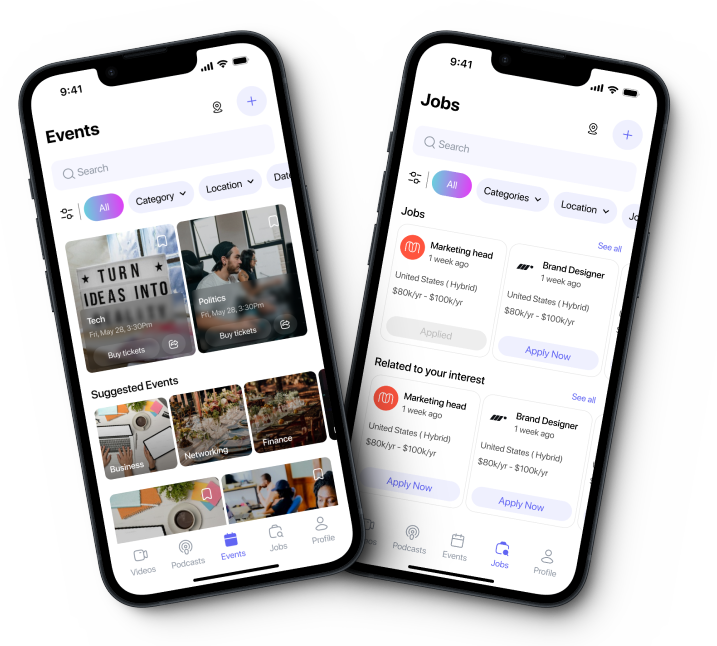 9:41
Events
Search
All
Category
Location
TURN
IDEAS INTO
Tech
Fri, May 28, 3:30Pm
Buy tickets
Politics
Fri, May 28, 3:30Pm
Buy tickets
Suggested Events
Business
Networking
Finance
Videos
Podcasts
Events
Jobs
Profile
9:41
Jobs
Search
All
Categories
Location
Jobs
See all
Marketing head
1 week ago
United States ( Hybrid)
$80k/yr - $100k/yr
Applied
Brand Designer
1 week ago
United States ( Hybrid)
$80k/yr - $100k/yr
Apply Now
Related to your interest
See all
Marketing head
1 week ago
United States ( Hybrid)
$80k/yr - $100k/yr
Apply Now
Brand Designer
1 week ago
United States ( Hybrid)
$80k/yr - $100k/yr
Apply Now
Podcasts
Events
Jobs
Profile